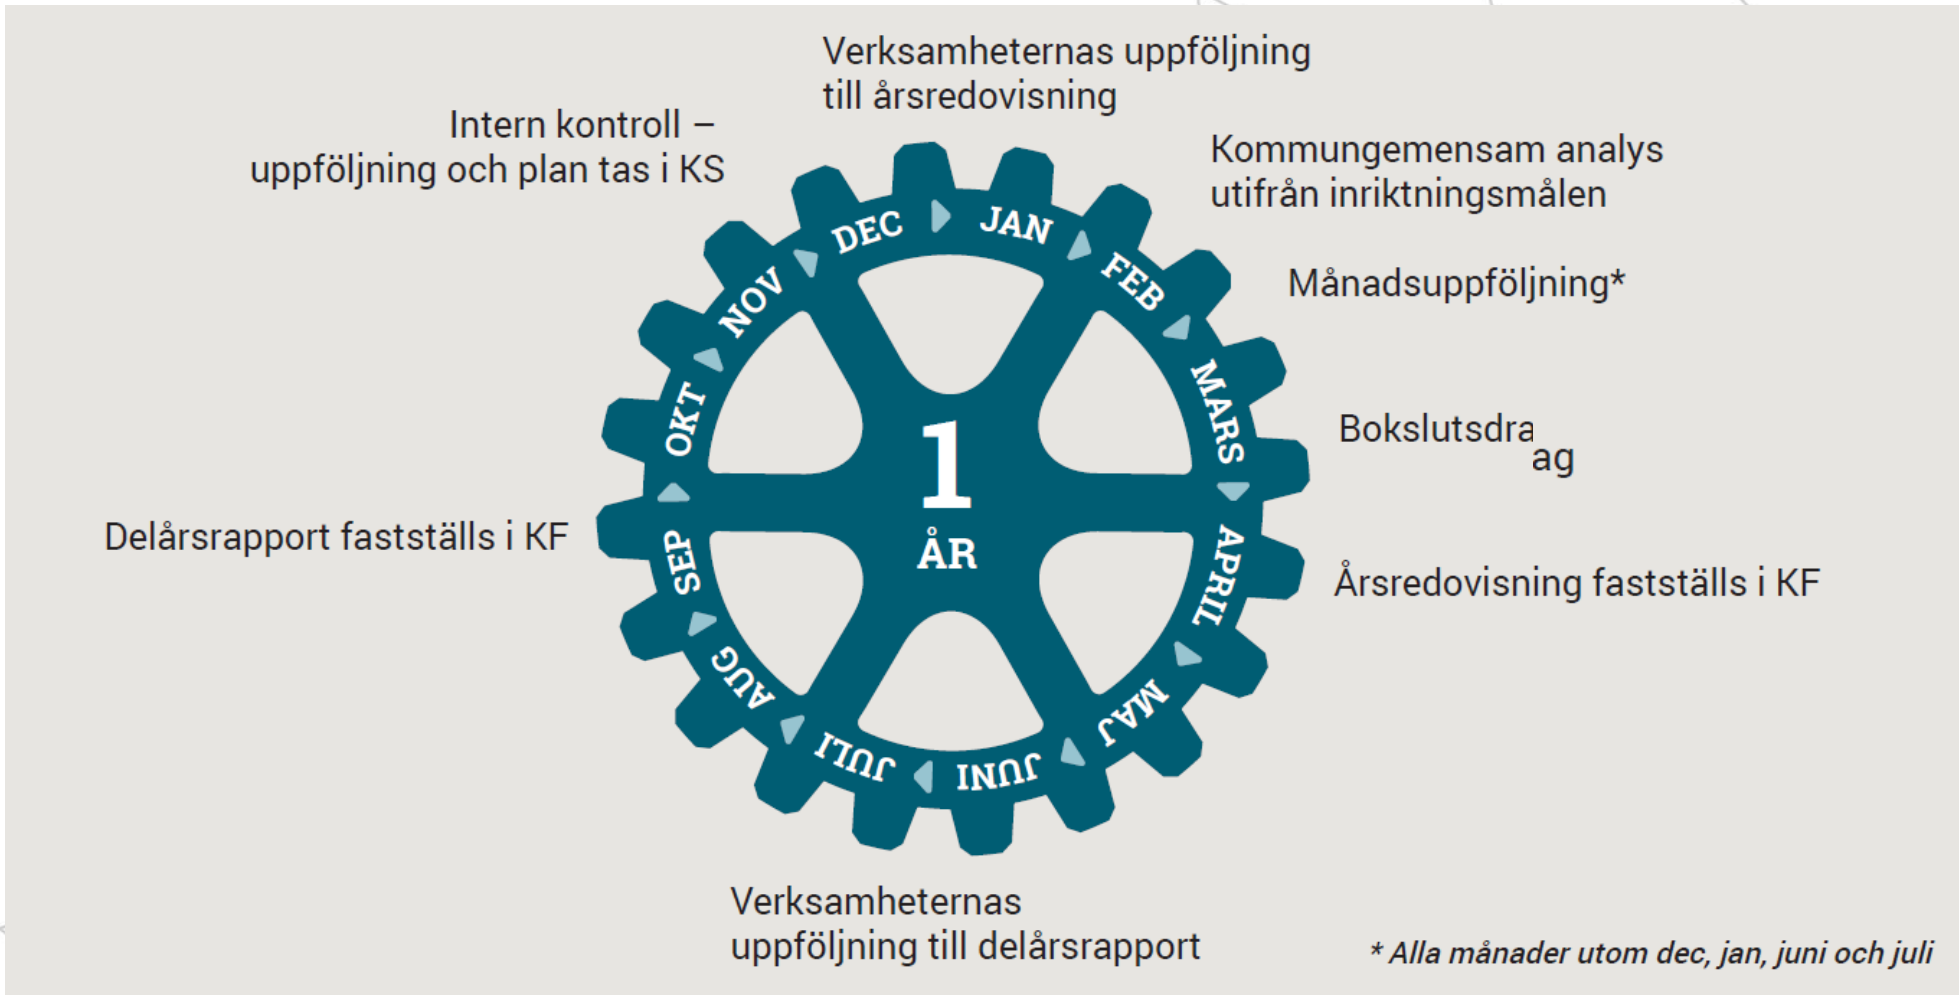 Verksamheternas uppföljning
till årsredovisning
Intern kontroll –
uppföljning och plan tas i KS
Kommungemensam analys
utifrån inriktningsmålen
Månadsuppföljning*
Bokslutsdra
ag
Årsredovisning fastställs i KF
Delårsrapport fastställs i KF
Verksamheternas
uppföljning till delårsrapport
* Alla månader utom dec, jan, juni och juli
JAN
FEB
MARS
APRIL
MAJ
JUNI
JULI
AUG
SEP
OKT
NOV
DEC
1
ÅR